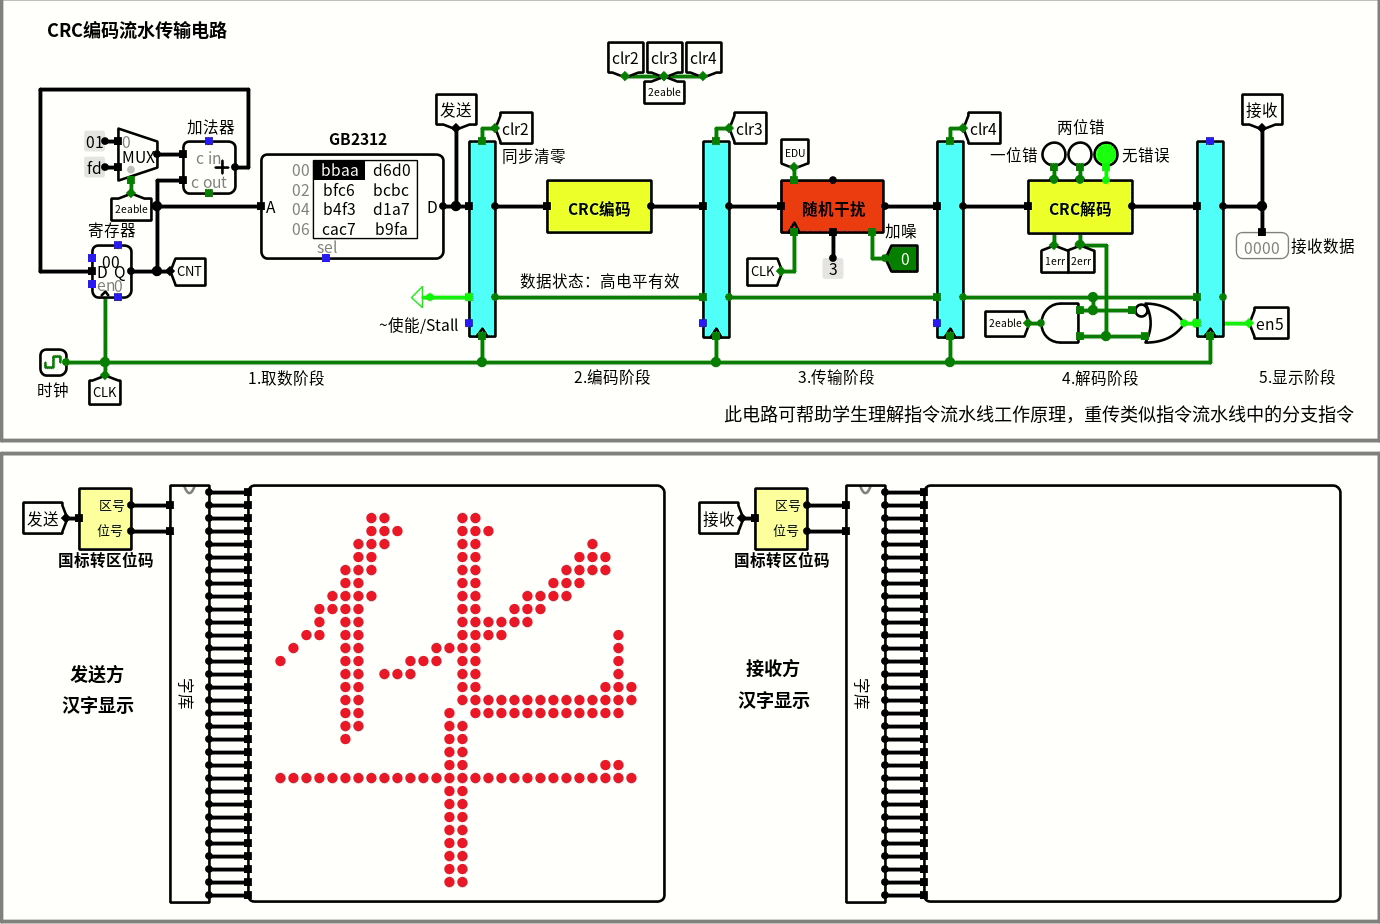 CRC编码流水传输电路
clr2 clr3 clr4
2eable
发送
接收
加法器
GB2312
clr2
同步清零
clr3
EDU
clr4
两位错
一位错
无错误
01
0
fd
MUX
c in
+
c out
2eable
A
00 bbaa d6d0
02 bfc6 bcbc
04 b4f3 d1a7
06 cac7 b9fa
sel
D
CRC编码
随机干扰
CRC解码
寄存器
00
D Q
en 0
CNT
CLK
3
加噪
0
1err 2err
0000
接收数据
数据状态：高电平有效
~使能/Stall
2eable
en5
时钟
CLK
1.取数阶段
2.编码阶段
3.传输阶段
4.解码阶段
5.显示阶段
此电路可帮助学生理解指令流水线工作原理，重传类似指令流水线中的分支指令
发送
区号
位号
国标转区位码
发送方
汉字显示
字库
华
接收
区号
位号
国标转区位码
接收方
汉字显示
字库